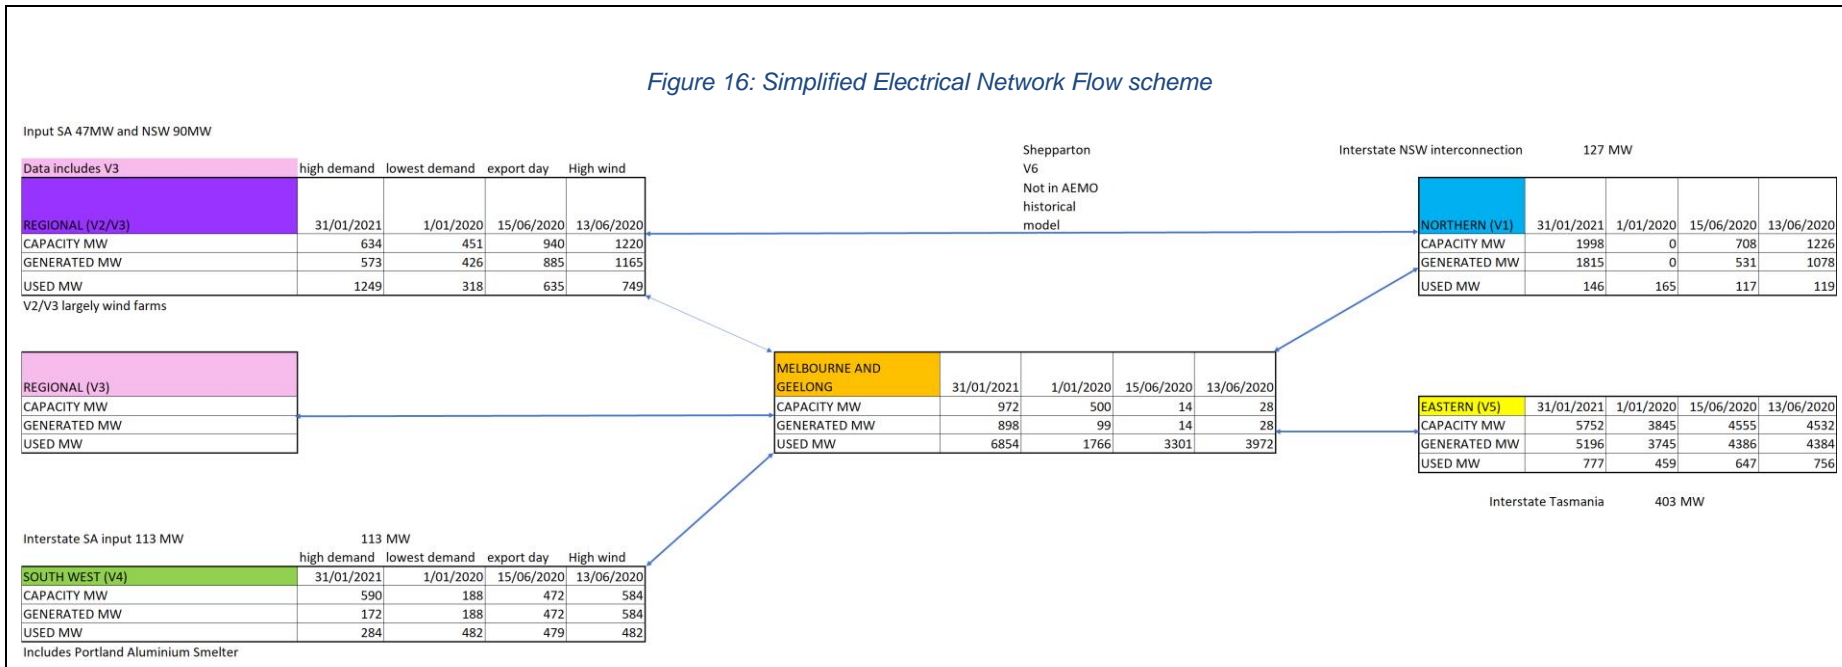 Figure 16: Simplified Electrical Network Flow scheme
Input SA 47MW and NSW 90MW
Data includes V3 high demand lowest demand export day High wind
REGIONAL (V2/V3) 31/01/2021 1/01/2020 15/06/2020 13/06/2020
CAPACITY MW 634 451 940 1220
GENERATED MW 573 426 885 1165
USED MW 1249 318 635 749
V2/V3 largely wind farms
Shepparton
V6
Not in AEMO
historical
model
Interstate NSW interconnection 127 MW
NORTHERN (V1) 31/01/2021 1/01/2020 15/06/2020 13/06/2020
CAPACITY MW 1998 0 708 1226
GENERATED MW 1815 0 531 1078
USED MW 146 165 117 119
REGIONAL (V3)
CAPACITY MW
GENERATED MW
USED MW
MELBOURNE AND
GEELONG 31/01/2021 1/01/2020 15/06/2020 13/06/2020
CAPACITY MW 972 500 14 28
GENERATED MW 898 99 14 28
USED MW 6854 1766 3301 3972
EASTERN (V5) 31/01/2021 1/01/2020 15/06/2020 13/06/2020
CAPACITY MW 5752 3845 4555 4532
GENERATED MW 5196 3745 4386 4384
USED MW 777 459 647 756
Interstate Tasmania 403 MW
Interstate SA input 113 MW 113 MW
high demand lowest demand export day High wind
SOUTH WEST (V4) 31/01/2021 1/01/2020 15/06/2020 13/06/2020
CAPACITY MW 590 188 472 584
GENERATED MW 172 188 472 584
USED MW 284 482 479 482
Includes Portland Aluminium Smelter